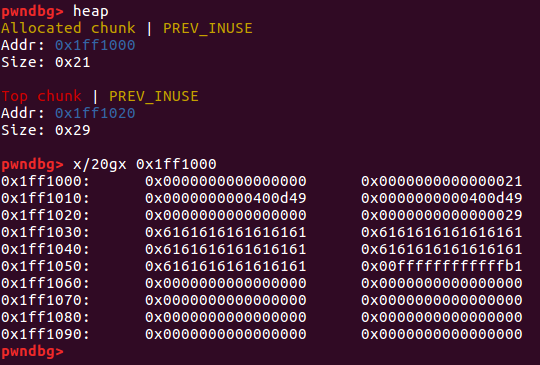 pwndbg> heap
Allocated chunk | PREV_INUSE
Addr: 0x1ff1000
Size: 0x21
Top chunk | PREV_INUSE
Addr: 0x1ff1020
Size: 0x29
pwndbg> x/20gx 0x1ff1000
0x1ff1000: 0x0000000000000000 0x0000000000000021
0x1ff1010: 0x0000000000400d49 0x0000000000400d49
0x1ff1020: 0x0000000000000000 0x0000000000000029
0x1ff1030: 0x6161616161616161 0x6161616161616161
0x1ff1040: 0x6161616161616161 0x6161616161616161
0x1ff1050: 0x6161616161616161 0x00ffffffffffffb1
0x1ff1060: 0x0000000000000000 0x0000000000000000
0x1ff1070: 0x0000000000000000 0x0000000000000000
0x1ff1080: 0x0000000000000000 0x0000000000000000
0x1ff1090: 0x0000000000000000 0x0000000000000000
pwndbg>